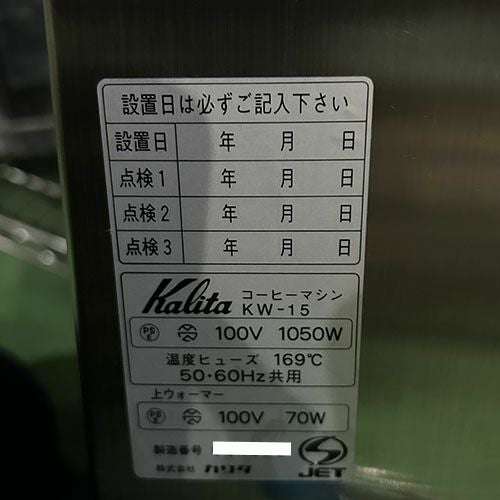 設置日は必ずご記入下さい
設置日 年 月 日
点検1 年 月 日
点検2 年 月 日
点検3 年 月 日
Kalita コーヒーマシン
KW-15
PS E 100V 1050W
温度ヒューズ 169℃
50・60Hz共用
上ウォーマー
PS E 100V 70W
製造番号
株式会社 カリタ
JET